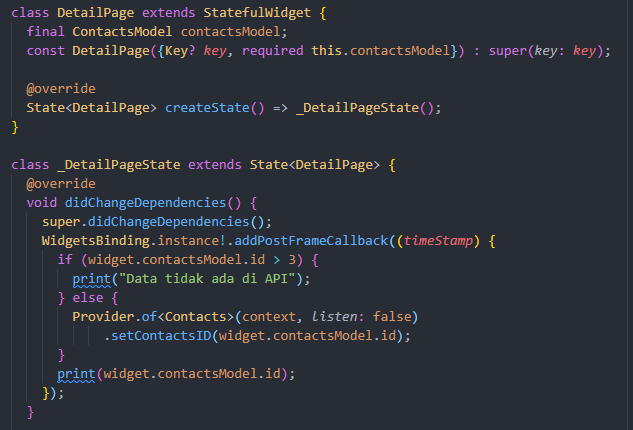 class DetailPage extends StatefulWidget {
  final ContactsModel contactsModel;
  const DetailPage({Key? key, required this.contactsModel}) : super(key: key);

  @override
  State<DetailPage> createState() => _DetailPageState();
}

class _DetailPageState extends State<DetailPage> {
  @override
  void didChangeDependencies() {
    super.didChangeDependencies();
    WidgetsBinding.instance!.addPostFrameCallback((timeStamp) {
      if (widget.contactsModel.id > 3) {
        print("Data tidak ada di API");
      } else {
        Provider.of<Contacts>(context, listen: false)
            .setContactsID(widget.contactsModel.id);
      }
      print(widget.contactsModel.id);
    });
  }